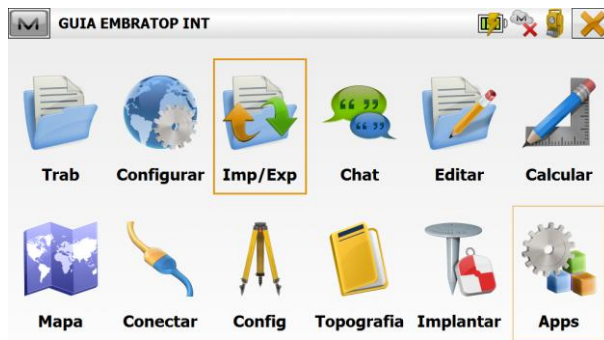 GUIA EMBRATOP INT
Trab Configurar Imp/Exp Chat Editar Calcular
Mapa Conectar Config Topografia Implantar Apps